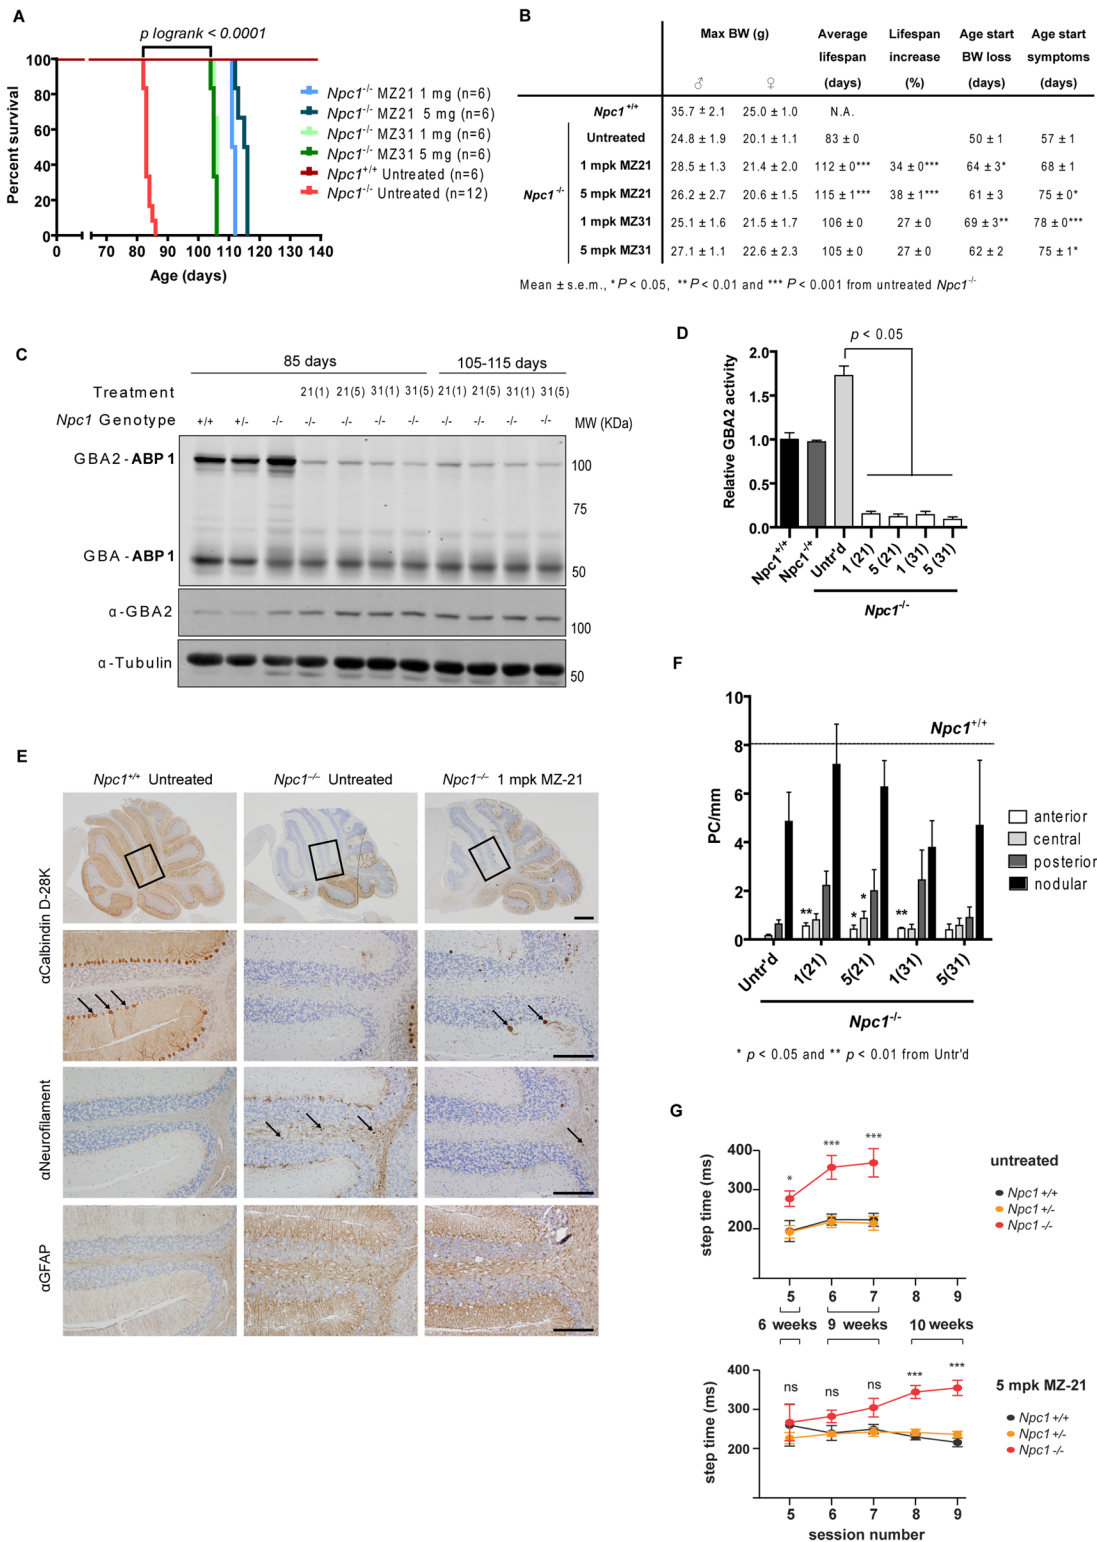 A
p logrank < 0.0001
Percent survival
100
80
60
40
20
0
0 70 80 90 100 110 120 130 140
Age (days)
Npc1-/- MZ21 1 mg (n=6)
Npc1-/- MZ21 5 mg (n=6)
Npc1-/- MZ31 1 mg (n=6)
Npc1-/- MZ31 5 mg (n=6)
Npc1+/+ Untreated (n=6)
Npc1-/- Untreated (n=12)
B
Max BW (g) Average lifespan (days) Lifespan increase (%) Age start BW loss (days) Age start symptoms (days)
♂ ♀
Npc1+/+ 35.7 ± 2.1 25.0 ± 1.0 N.A.
Npc1-/-
Untreated 24.8 ± 1.9 20.1 ± 1.1 83 ± 0 50 ± 1 57 ± 1
1 mpk MZ21 28.5 ± 1.3 21.4 ± 2.0 112 ± 0*** 34 ± 0*** 64 ± 3* 68 ± 1
5 mpk MZ21 26.2 ± 2.7 20.6 ± 1.5 115 ± 1*** 38 ± 1*** 61 ± 3 75 ± 0*
1 mpk MZ31 25.1 ± 1.6 21.5 ± 1.7 106 ± 0 27 ± 0 69 ± 3** 78 ± 0***
5 mpk MZ31 27.1 ± 1.1 22.6 ± 2.3 105 ± 0 27 ± 0 62 ± 2 75 ± 1*
Mean ± s.e.m., * P < 0.05, ** P < 0.01 and *** P < 0.001 from untreated Npc1-/-
C
85 days 105-115 days
Treatment 21(1) 21(5) 31(1) 31(5) 21(1) 21(5) 31(1) 31(5)
Npc1 Genotype +/+ +/- -/- -/- -/- -/- -/- -/- -/- -/- -/- MW (KDa)
GBA2-ABP 1
100
75
GBA-ABP 1
50
α-GBA2
100
α-Tubulin
50
D
p < 0.05
Relative GBA2 activity
2.0
1.5
1.0
0.5
0.0
Npc1+/+ Npc1-/+ Untr'd 1 (21) 5 (21) 1 (31) 5 (31)
Npc1-/-
E
Npc1+/+ Untreated Npc1-/- Untreated Npc1-/- 1 mpk MZ-21
αCalbindin D-28K
αNeurofilament
αGFAP
F
PC/mm
10
8
6
4
2
0
Npc1+/+
** * * **
anterior
central
posterior
nodular
Untr'd 1(21) 5(21) 1(31) 5(31)
Npc1-/-
* p < 0.05 and ** p < 0.01 from Untr'd
G
step time (ms)
400
300
200
* *** ***
untreated
Npc1 +/+
Npc1 +/-
Npc1 -/-
5 6 7 8 9
6 weeks 9 weeks 10 weeks
step time (ms)
400
300
200
ns ns ns *** ***
5 mpk MZ-21
Npc1 +/+
Npc1 +/-
Npc1 -/-
5 6 7 8 9
session number